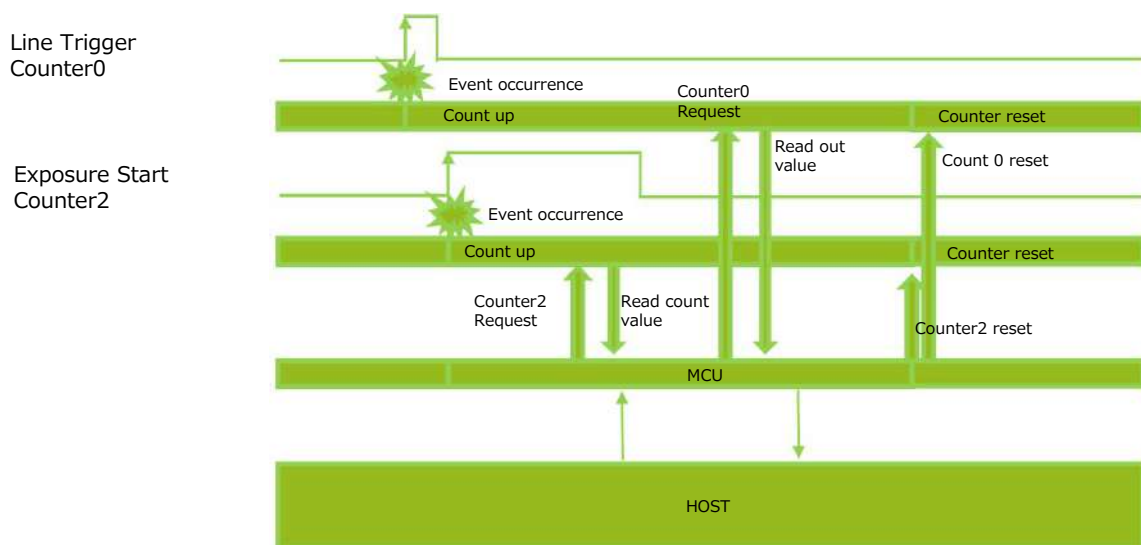 Line Trigger
Counter0
Event occurrence
Counter0
Request
Count up
Counter reset
Read out
value
Count 0 reset
Exposure Start
Counter2
Event occurrence
Count up
Counter reset
Counter2
Request
Read count
value
Counter2 reset
MCU
HOST